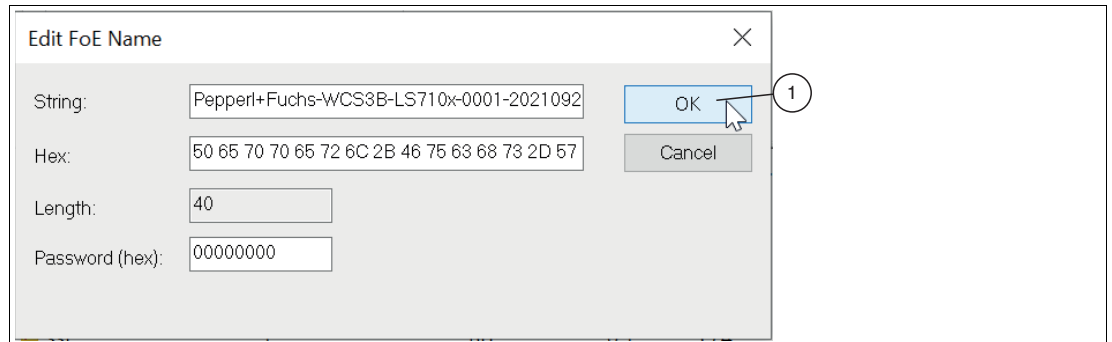 Edit FoE Name
String: Pepperl+Fuchs-WCS3B-LS710x-0001-2021092
OK
1
Hex: 50 65 70 70 65 72 6C 2B 46 75 63 68 73 2D 57
Cancel
Length: 40
Password (hex): 00000000